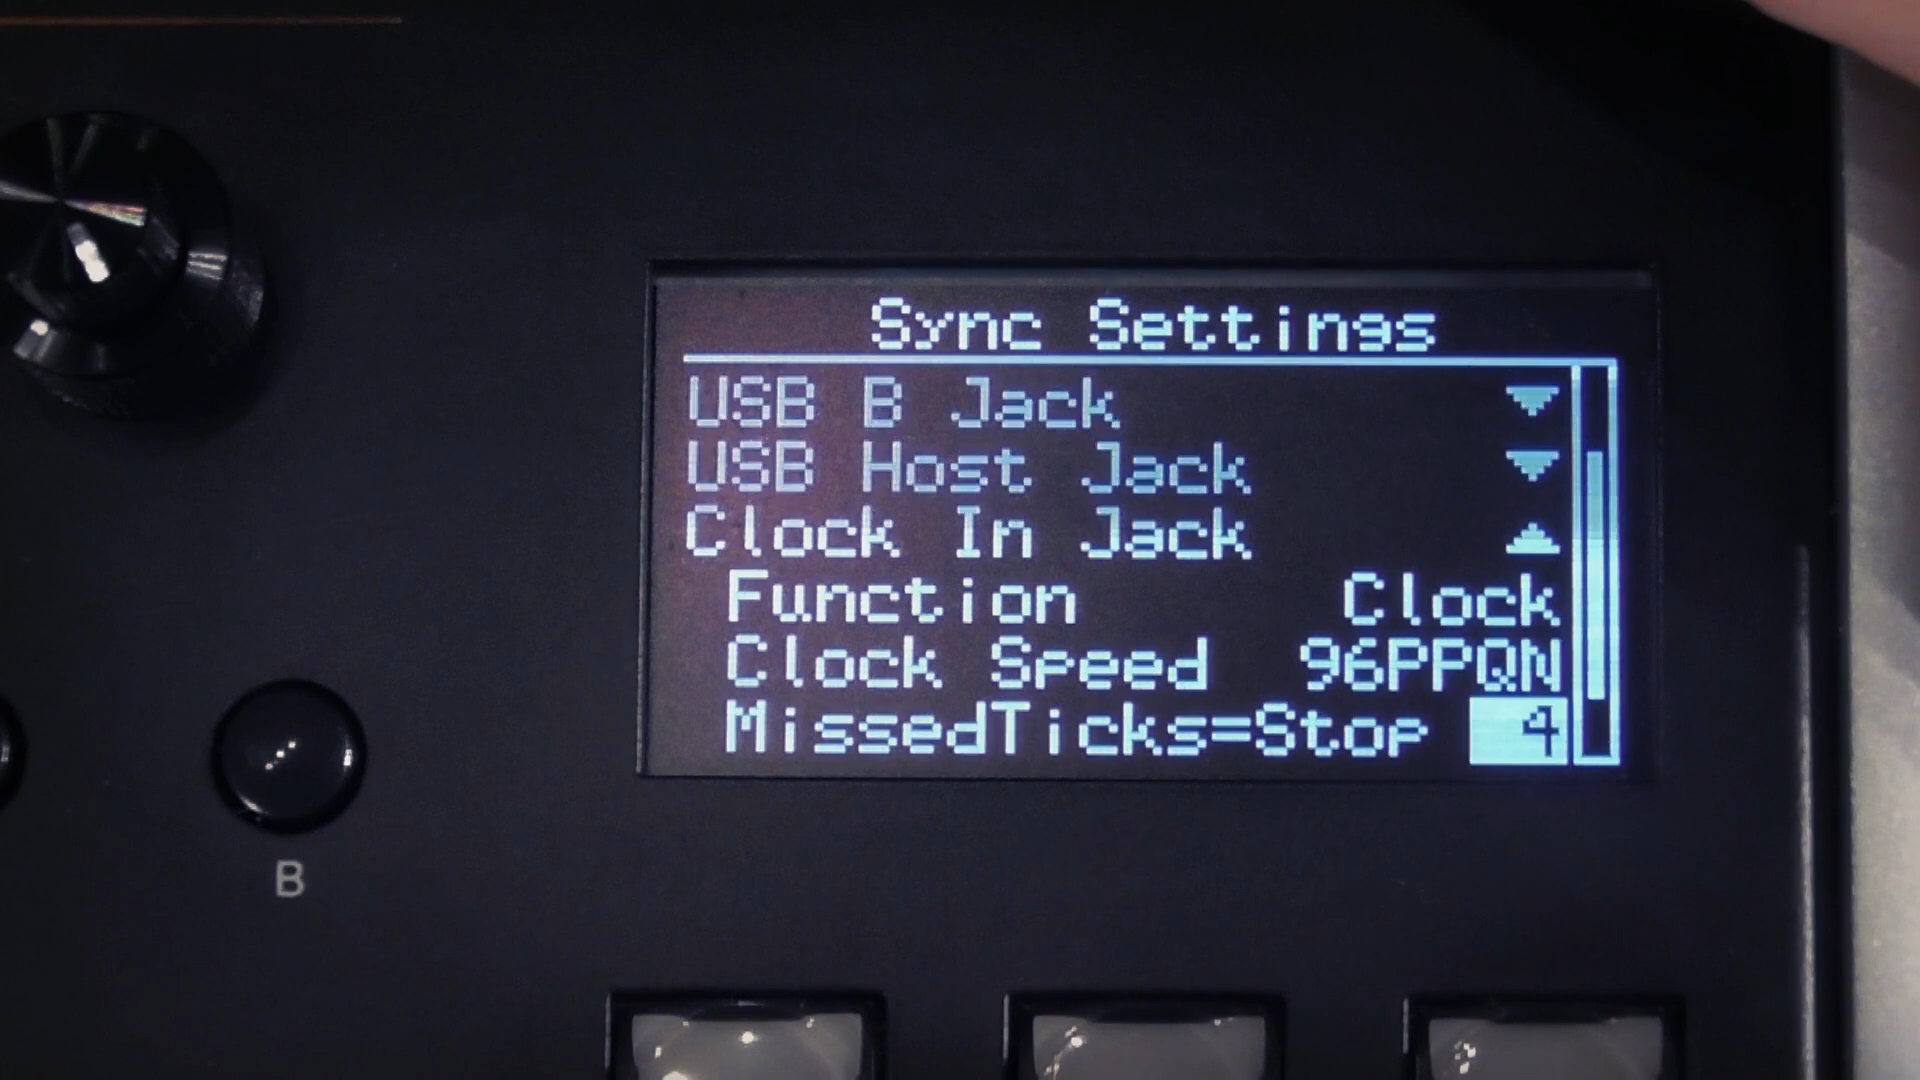 Sync Settings
USB B Jack
USB Host Jack
Clock In Jack
Function Clock
Clock Speed 96PPQN
MissedTicks=Stop 4
B